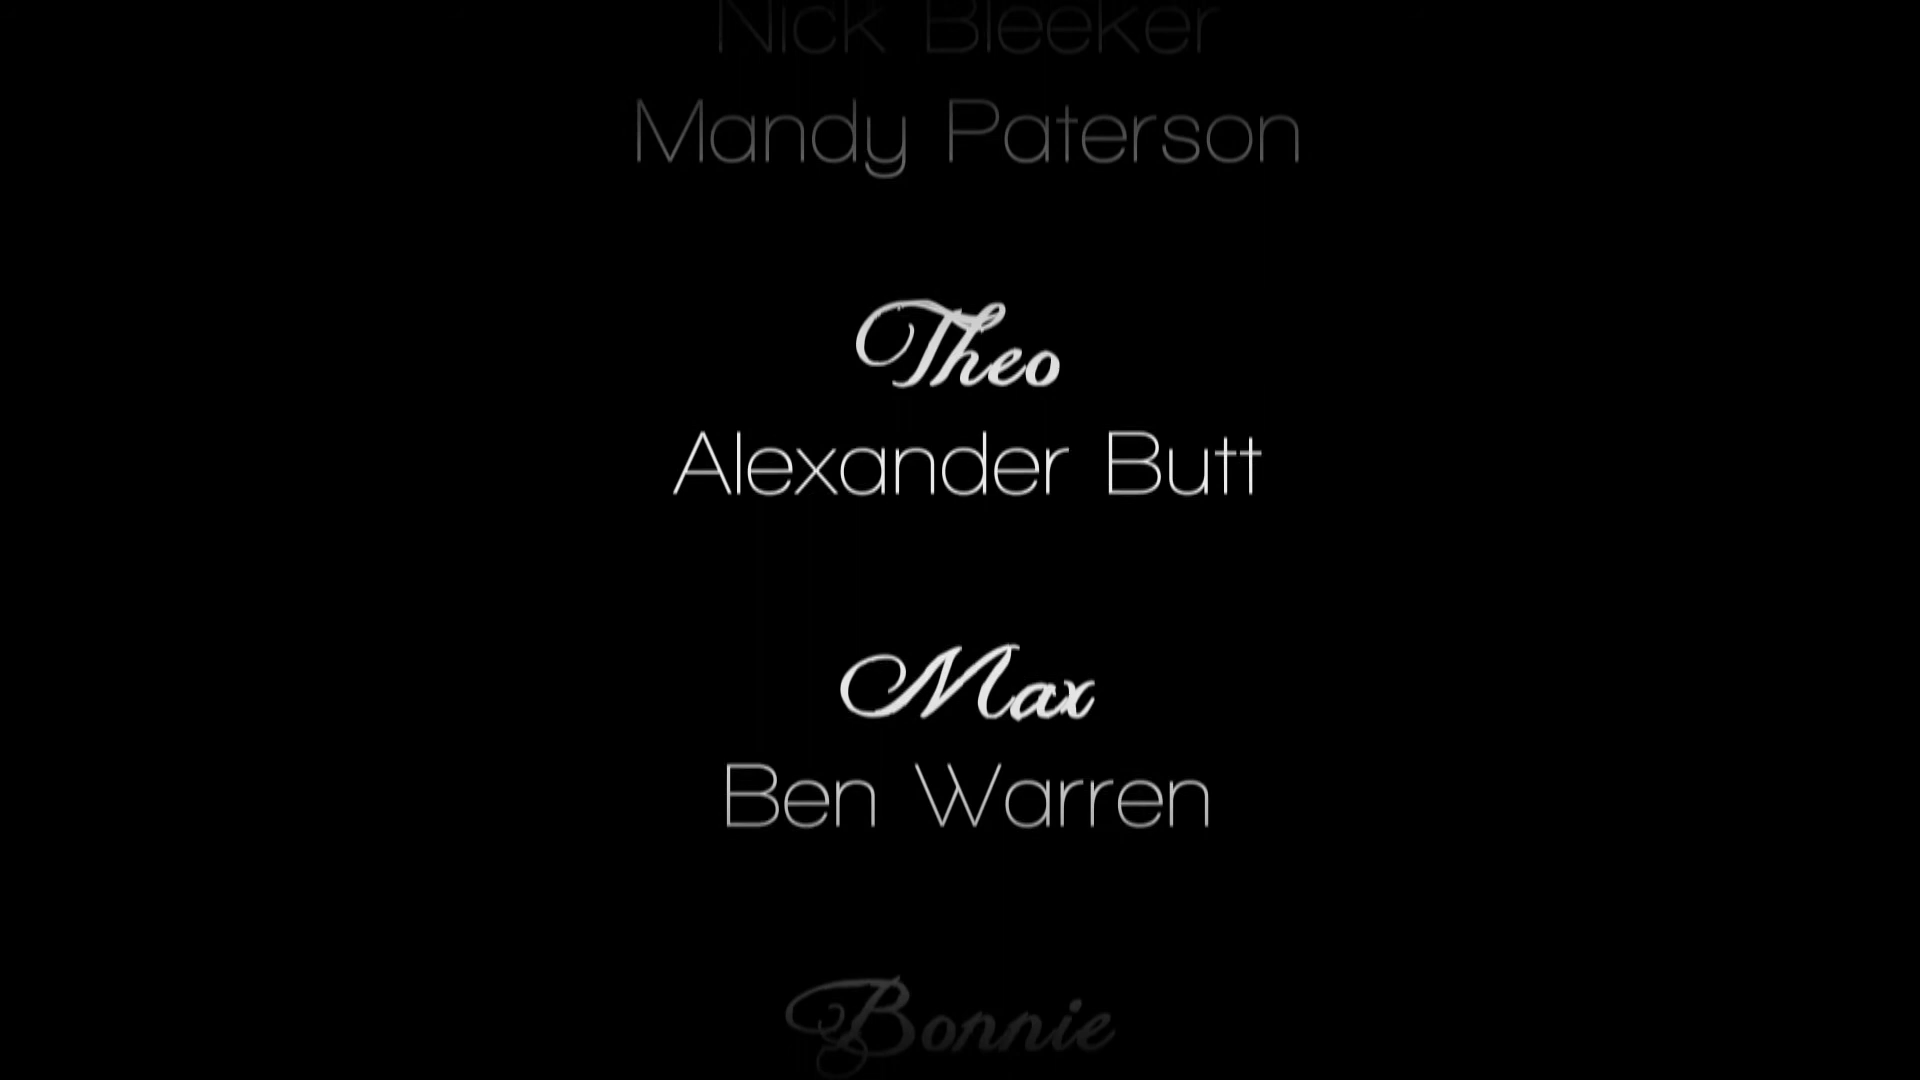 Nick Bleeker
Mandy Paterson
Theo
Alexander Butt
Max
Ben Warren
Bonnie